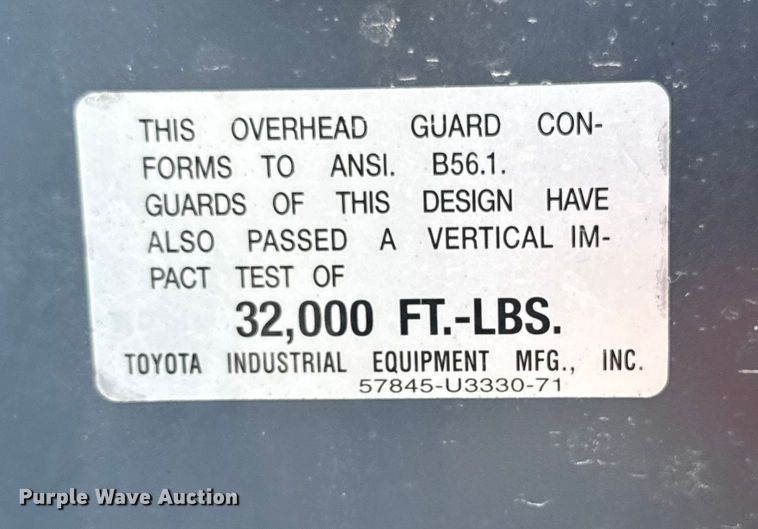 THIS OVERHEAD GUARD CON-
FORMS TO ANSI. B56.1.
GUARDS OF THIS DESIGN HAVE
ALSO PASSED A VERTICAL IM-
PACT TEST OF
32,000 FT.-LBS.
TOYOTA INDUSTRIAL EQUIPMENT MFG., INC.
57845-U3330-71
Purple Wave Auction